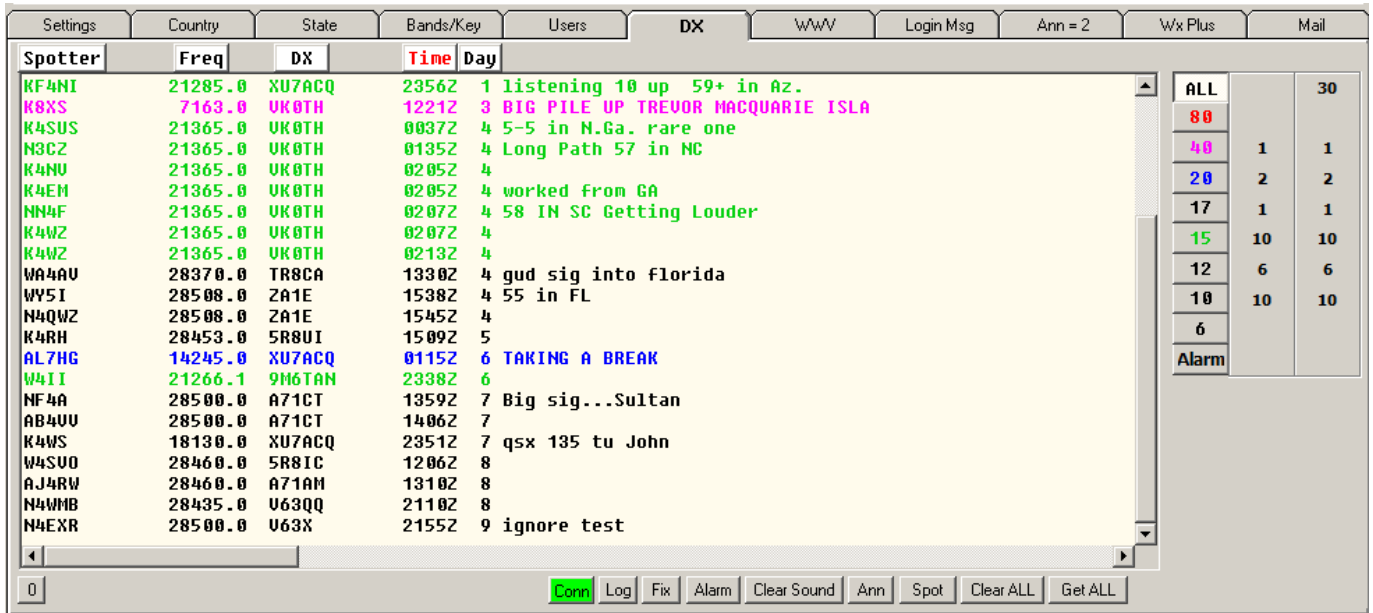 Settings Country State Bands/Key Users DX WWV Login Msg Ann = 2 Wx Plus Mail
Spotter Freq DX Time Day
KF4NI 21285.0 XU7ACQ 2356Z 1 listening 10 up 59+ in Az.
K8XS 7163.0 VK0TH 1221Z 3 BIG PILE UP TREVOR MACQUARIE ISLA
K4SUS 21365.0 VK0TH 0037Z 4 5-5 in N.Ga. rare one
N3CZ 21365.0 VK0TH 0135Z 4 Long Path 57 in NC
K4NV 21365.0 VK0TH 0205Z 4
K4EM 21365.0 VK0TH 0205Z 4 worked from GA
NN4F 21365.0 VK0TH 0207Z 4 58 IN SC Getting Louder
K4WZ 21365.0 VK0TH 0207Z 4
K4WZ 21365.0 VK0TH 0213Z 4
WA4AV 28370.0 TR8CA 1330Z 4 gud sig into florida
WY5I 28508.0 ZA1E 1538Z 4 55 in FL
N4QWZ 28508.0 ZA1E 1545Z 4
K4RH 28453.0 5R8UI 1509Z 5
AL7HG 14245.0 XU7ACQ 0115Z 6 TAKING A BREAK
W4II 21266.1 9M6TAN 2338Z 6
NF4A 28500.0 A71CT 1359Z 7 Big sig...Sultan
AB4VV 28500.0 A71CT 1406Z 7
K4WS 18130.0 XU7ACQ 2351Z 7 qsx 135 tu John
W4SVO 28460.0 5R8IC 1206Z 8
AJ4RW 28460.0 A71AM 1310Z 8
N4WMB 28435.0 V63QQ 2110Z 8
N4EXR 28500.0 V63X 2155Z 9 ignore test
ALL 30
80
40 1 1
20 2 2
17 1 1
15 10 10
12 6 6
10 10 10
6
Alarm
0 Conn Log Fix Alarm Clear Sound Ann Spot Clear ALL Get ALL